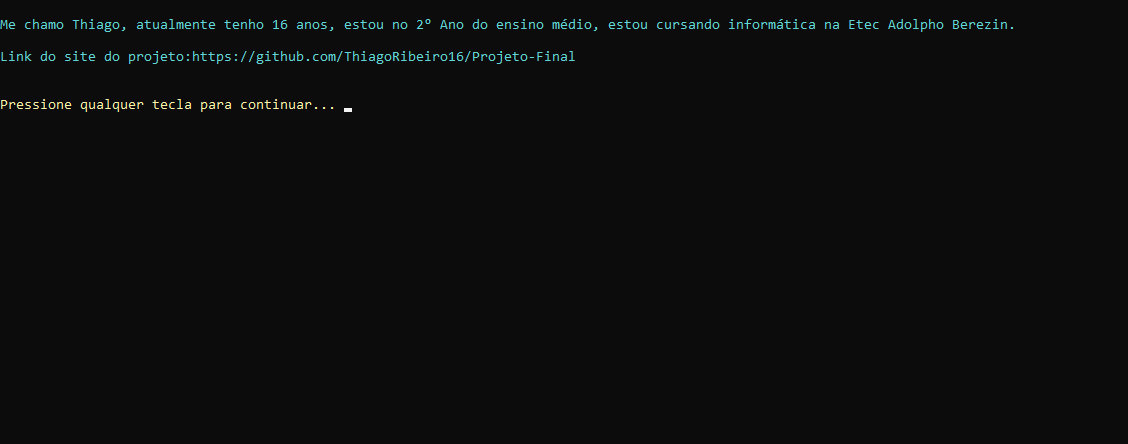 Me chamo Thiago, atualmente tenho 16 anos, estou no 2º Ano do ensino médio, estou cursando informática na Etec Adolpho Berezin.
Link do site do projeto:https://github.com/ThiagoRibeiro16/Projeto-Final
Pressione qualquer tecla para continuar...